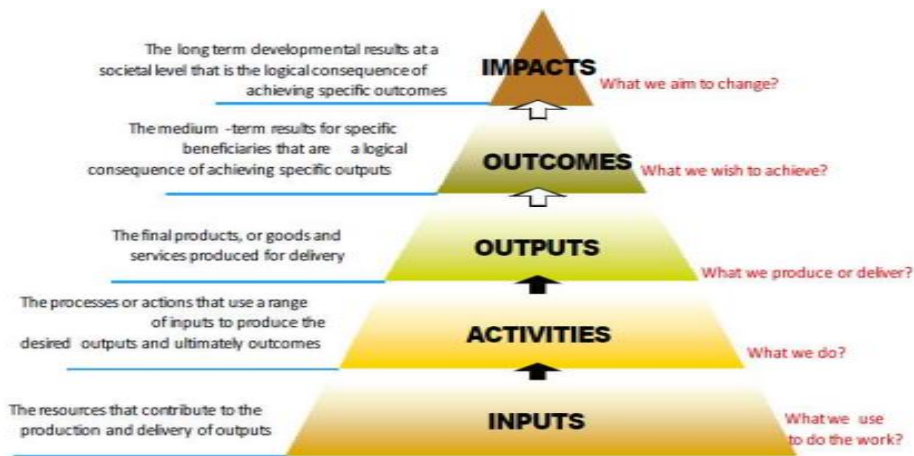 The long term developmental results at a
societal level that is the logical consequence of
achieving specific outcomes
IMPACTS
What we aim to change?
The medium -term results for specific
beneficiaries that are a logical
consequence of achieving specific outputs
OUTCOMES
What we wish to achieve?
The final products, or goods and
services produced for delivery
OUTPUTS
What we produce or deliver?
The processes or actions that use a range
of inputs to produce the
desired outputs and ultimately outcomes
ACTIVITIES
What we do?
The resources that contribute to the
production and delivery of outputs
INPUTS
What we use
to do the work?